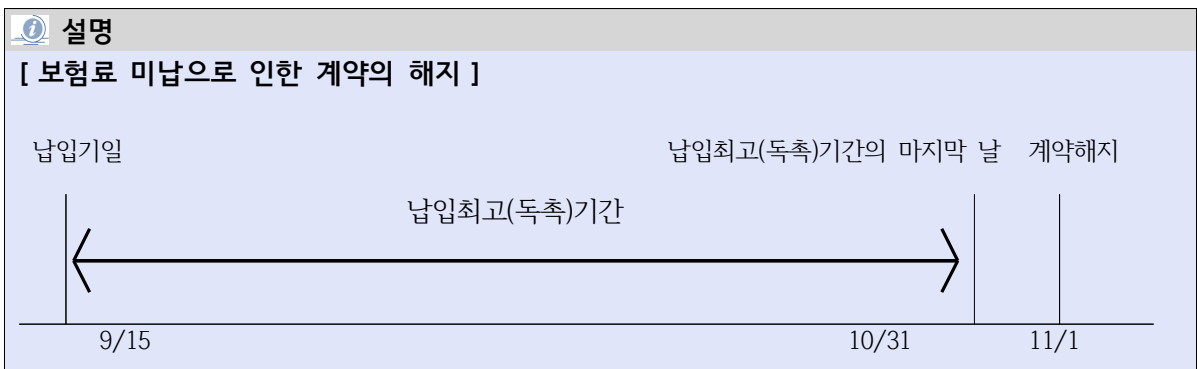 설명
[ 보험료 미납으로 인한 계약의 해지 ]
납입기일 납입최고(독촉)기간의 마지막 날 계약해지
납입최고(독촉)기간
9/15 10/31 11/1